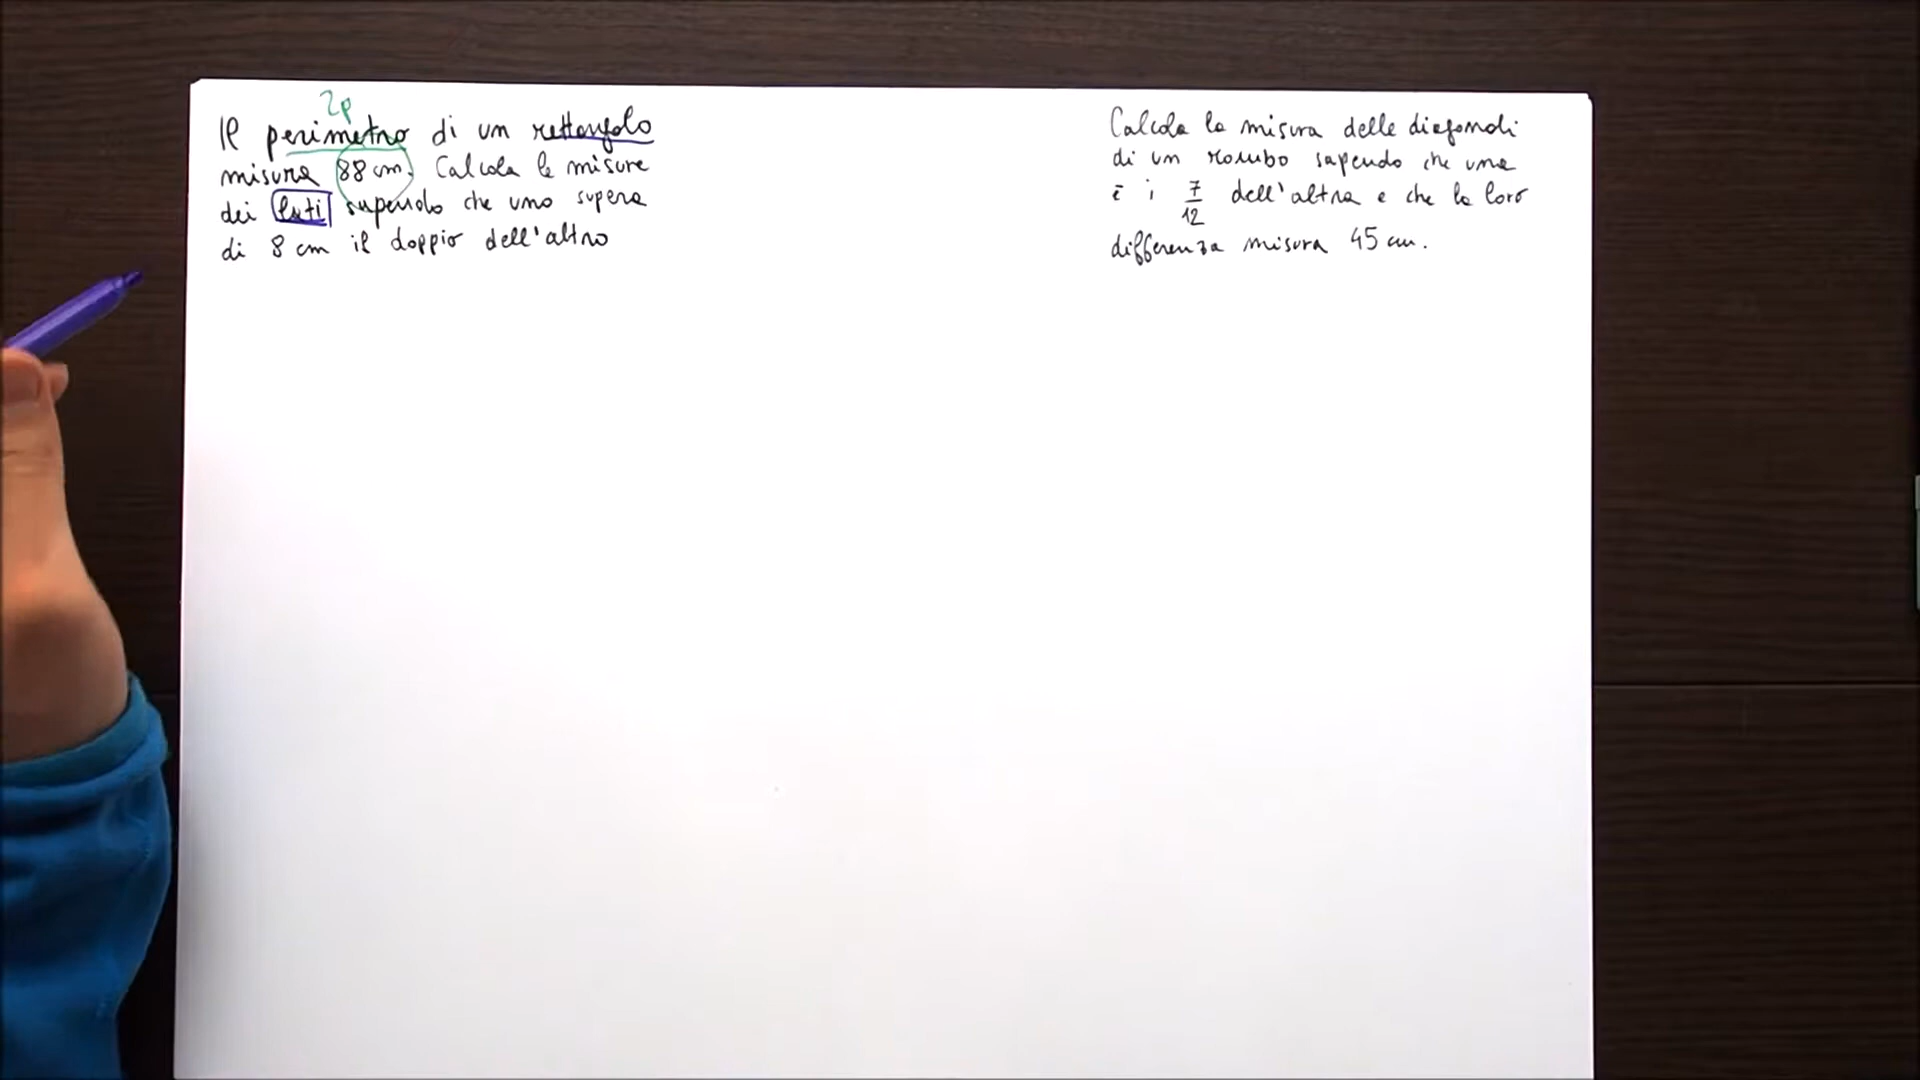 2p
Il perimetro di un rettangolo
misura 88 cm. Calcola le misure
dei lati sapendo che uno supera
di 8 cm il doppio dell'altro
Calcola la misura delle diagonali
di un rombo sapendo che una
è i 7/12 dell'altra e che la loro
differenza misura 45 cm.